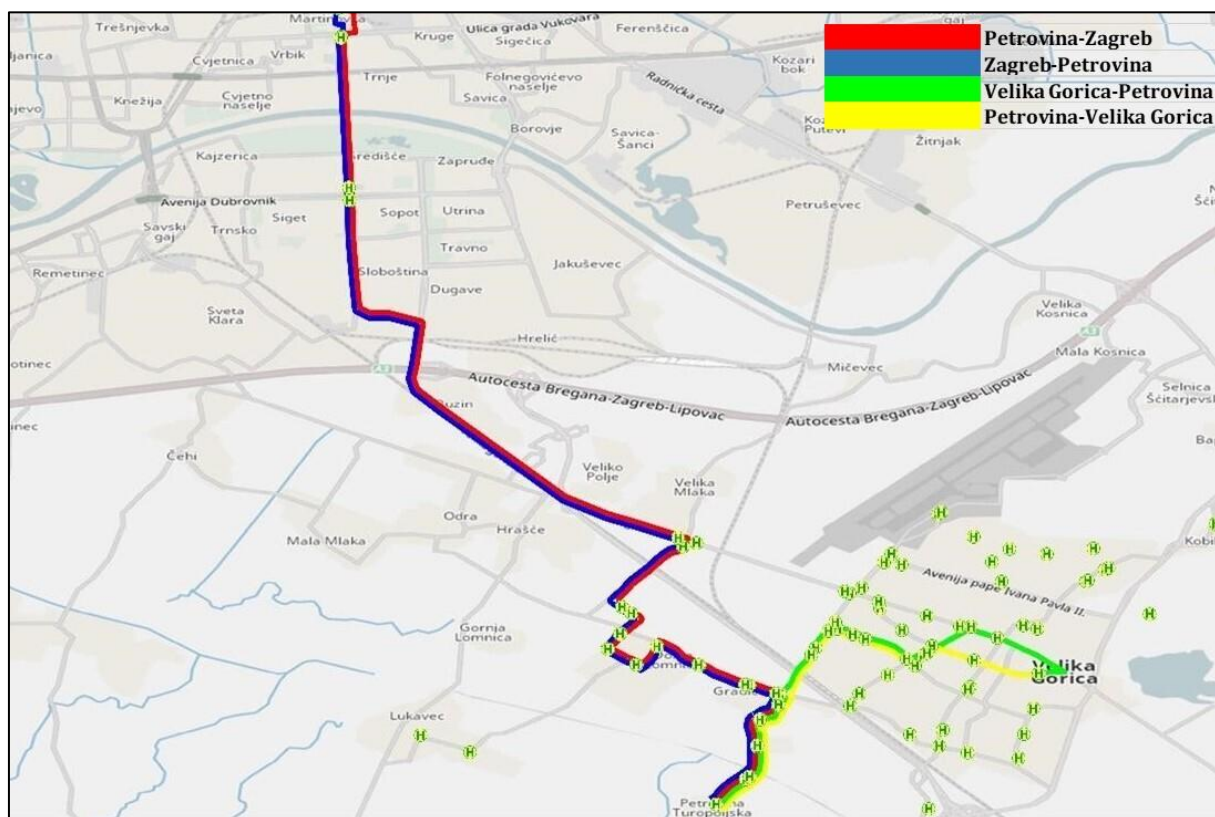 Petrovina-Zagreb
Zagreb-Petrovina
Velika Gorica-Petrovina
Petrovina-Velika Gorica
Trešnjevka
Ulica grada Vukovara
Ferenščica
Vrbik
Kruge
Sigečica
Cvjetnica
Trnje
Folnegovićevo
naselje
Kozari
bok
Radnička cesta
Knežija
Cvjetno
naselje
Savica
Borovje
Savica-
Šanci
Žitnjak
Kajzerica
Zapruđe
Avenija Dubrovnik
Siget
Sopot
Utrina
Petruševec
Savski
gaj
Trnsko
Travno
Remetinec
Sloboština
Jakuševec
Dugave
Sveta
Klara
Hrelić
Velika
Kosnica
A3
A3
Mala Kosnica
Mičevec
Autocesta Bregana-Zagreb-Lipovac
Autocesta Bregana-Zagreb-Lipovac
Selnica
Čehi
Veliko
Polje
Velika
Mlaka
Odra
Hrašće
Mala Mlaka
Avenija pape Ivana Pavla II.
Gornja
Lomnica
Velika
Gorica
Lukavec
Turopoljska